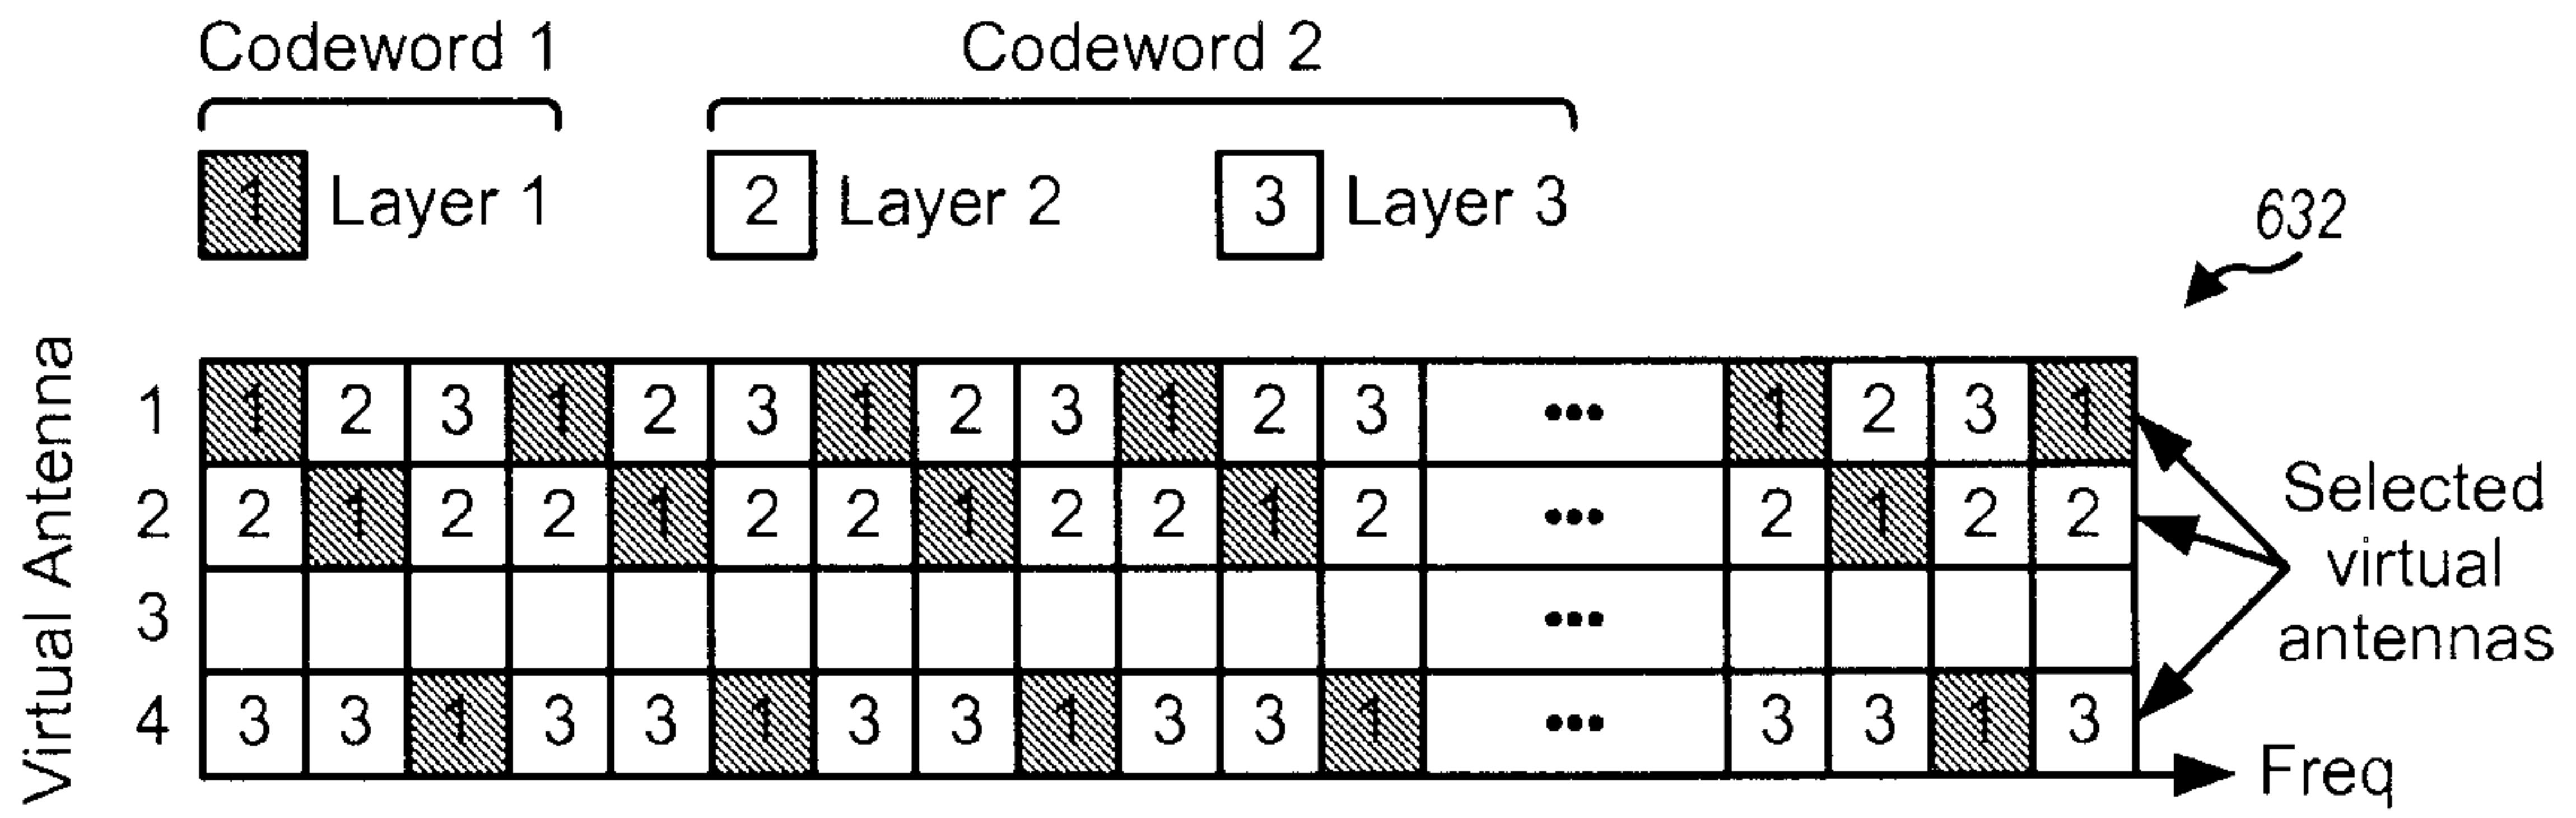 Codeword 1 Codeword 2
1 Layer 1 2 Layer 2 3 Layer 3
632
Virtual Antenna
1 1 2 3 1 2 3 1 2 3 1 2 3 ••• 1 2 3 1
2 2 1 2 2 1 2 2 1 2 2 1 2 ••• 2 1 2 2
3 •••
4 3 3 1 3 3 1 3 3 1 3 3 1 ••• 3 3 1 3
Selected
virtual
antennas
Freq